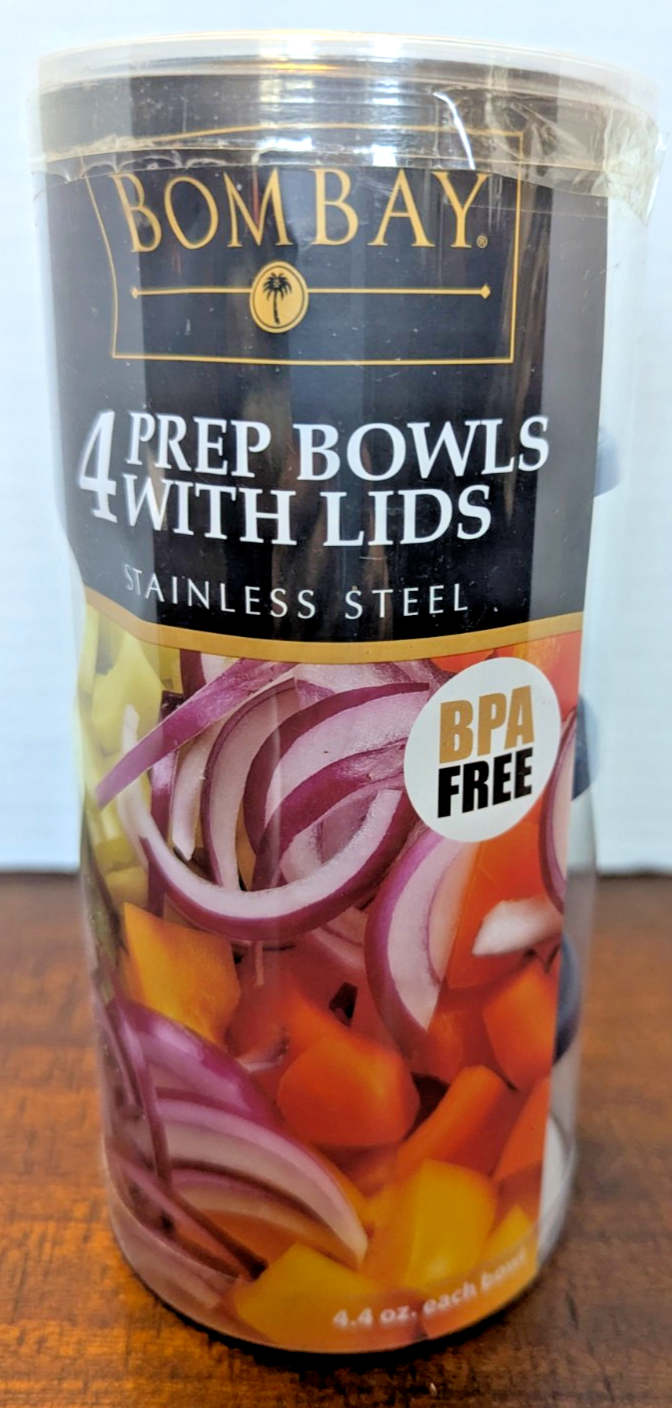 BOMBAY®
4 PREP BOWLS
WITH LIDS
STAINLESS STEEL
BPA
FREE
4.4 oz. each bowl